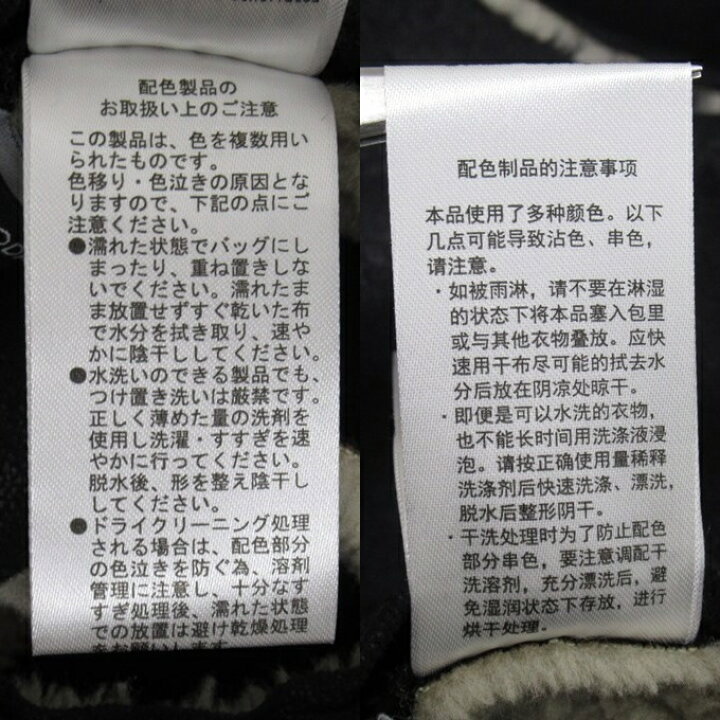 配色製品の
お取扱い上のご注意
この製品は、色を複数用い
られたものです。
色移り・色泣きの原因とな
りますので、下記の点にご
注意ください。
●濡れた状態でバッグにし
まったり、重ね置きしな
いでください。濡れたま
ま放置せずすぐ乾いた布
で水分を拭き取り、速や
かに陰干ししてください。
●水洗いのできる製品でも、
つけ置き洗いは厳禁です。
正しく薄めた量の洗剤を
使用し洗濯・すすぎを速
やかに行ってください。
脱水後、形を整え陰干し
してください。
●ドライクリーニング処理
される場合は、配色部分
の色泣きを防ぐ為、溶剤
管理に注意し、十分なす
すぎ処理後、濡れた状態
での放置は避け乾燥処理
をお願いします
配色制品的注意事项
本品使用了多种颜色。以下
几点可能导致沾色、串色，
请注意。
·如被雨淋，请不要在淋湿
的状态下将本品塞入包里
或与其他衣物叠放。应快
速用干布尽可能的拭去水
分后放在阴凉处晾干。
·即便是可以水洗的衣物，
也不能长时间用洗涤液浸
泡。请按正确使用量稀释
洗涤剂后快速洗涤、漂洗，
脱水后整形阴干。
·干洗处理时为了防止配色
部分串色，要注意调配干
洗溶剂，充分漂洗后，避
免湿润状态下存放，进行
烘干处理。